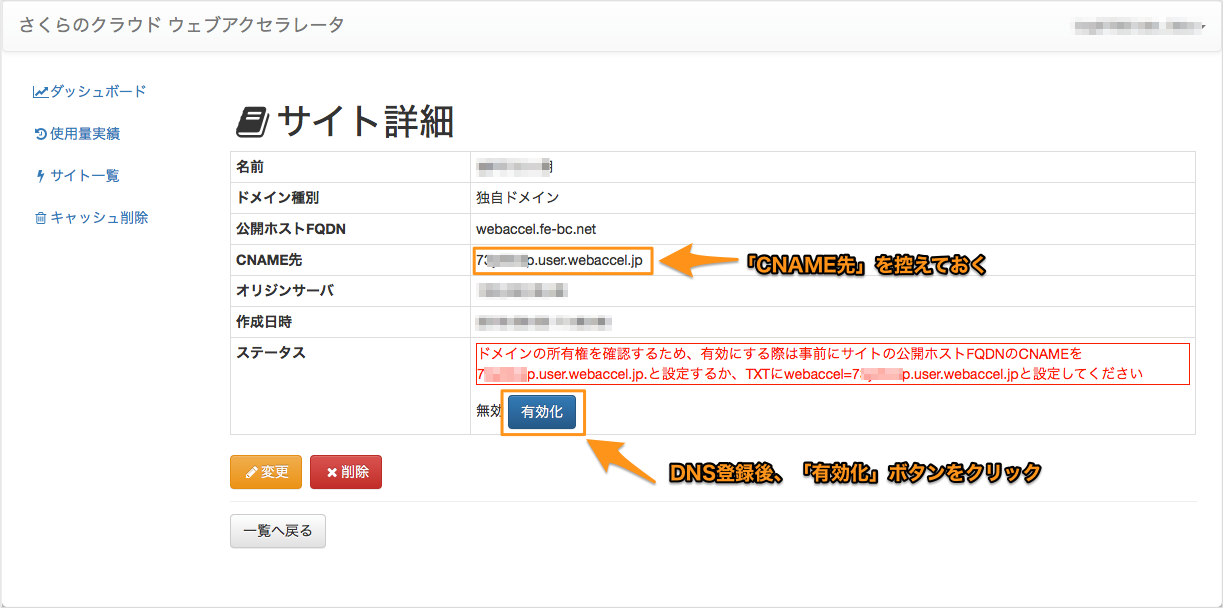 さくらのクラウド ウェブアクセラレータ
ダッシュボード
使用量実績
サイト一覧
キャッシュ削除
サイト詳細
名前
ドメイン種別 独自ドメイン
公開ホストFQDN webaccel.fe-bc.net
CNAME先 73 p.user.webaccel.jp
「CNAME先」を控えておく
オリジンサーバ
作成日時
ステータス ドメインの所有権を確認するため、有効にする際は事前にサイトの公開ホストFQDNのCNAMEを
7 p.user.webaccel.jp.と設定するか、TXTにwebaccel=73 p.user.webaccel.jpと設定してください
無効 有効化
DNS登録後、「有効化」ボタンをクリック
変更 削除
一覧へ戻る